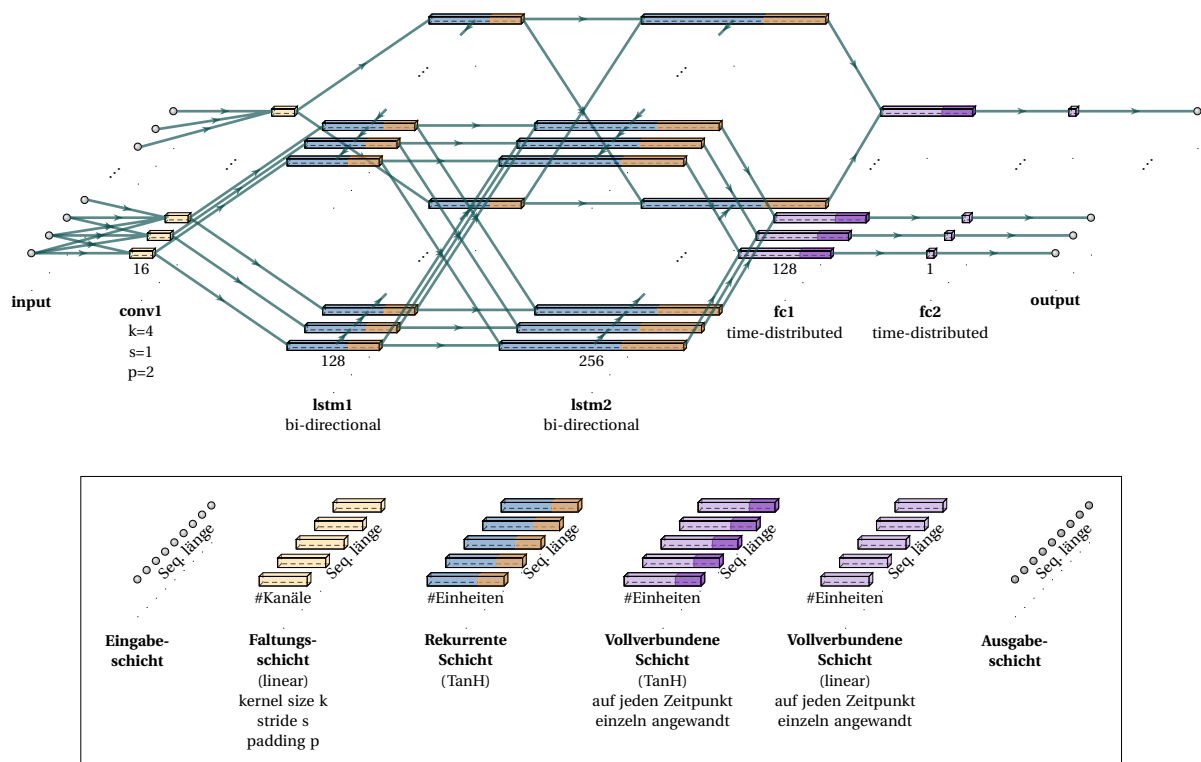 16
128
1
input
conv1
k=4
s=1
p=2
fc1
time-distributed
fc2
time-distributed
output
128
256
lstm1
bi-directional
lstm2
bi-directional
Seq. länge
Seq. länge
Seq. länge
Seq. länge
Seq. länge
Seq. länge
#Kanäle
#Einheiten
#Einheiten
#Einheiten
Eingabe-
schicht
Faltungs-
schicht
(linear)
kernel size k
stride s
padding p
Rekurrente
Schicht
(TanH)
Vollverbundene
Schicht
(TanH)
auf jeden Zeitpunkt
einzeln angewandt
Vollverbundene
Schicht
(linear)
auf jeden Zeitpunkt
einzeln angewandt
Ausgabe-
schicht